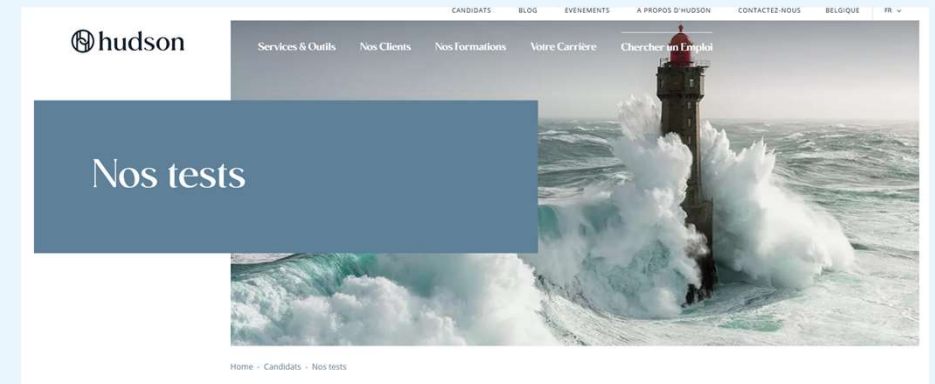 CANDIDATS BLOG EVENEMENTS A PROPOS D'HUDSON CONTACTEZ-NOUS BELGIQUE FR
hudson
Services & Outils Nos Clients Nos Formations Votre Carrière Chercher un Emploi
Nos tests
Home - Candidats - Nos tests